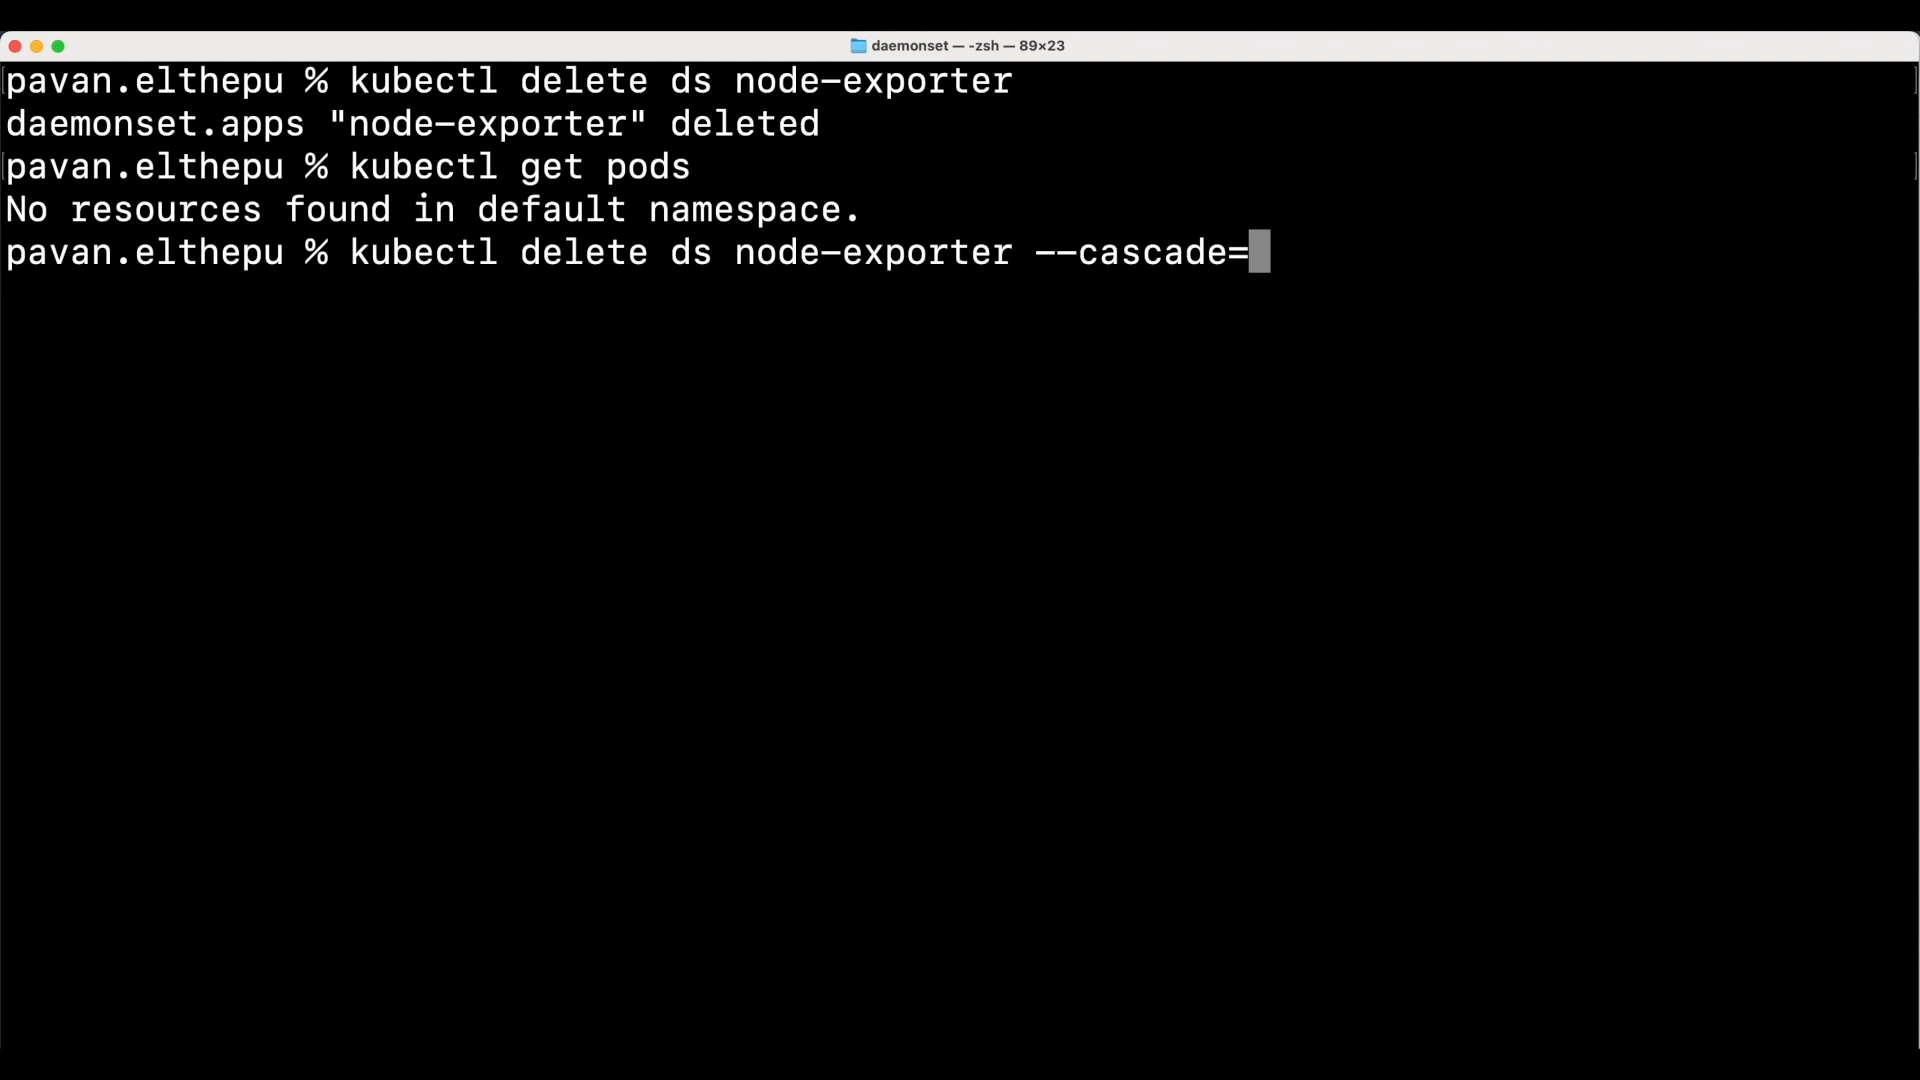 daemonset — -zsh — 89×23
pavan.elthepu % kubectl delete ds node-exporter
daemonset.apps "node-exporter" deleted
pavan.elthepu % kubectl get pods
No resources found in default namespace.
pavan.elthepu % kubectl delete ds node-exporter --cascade=